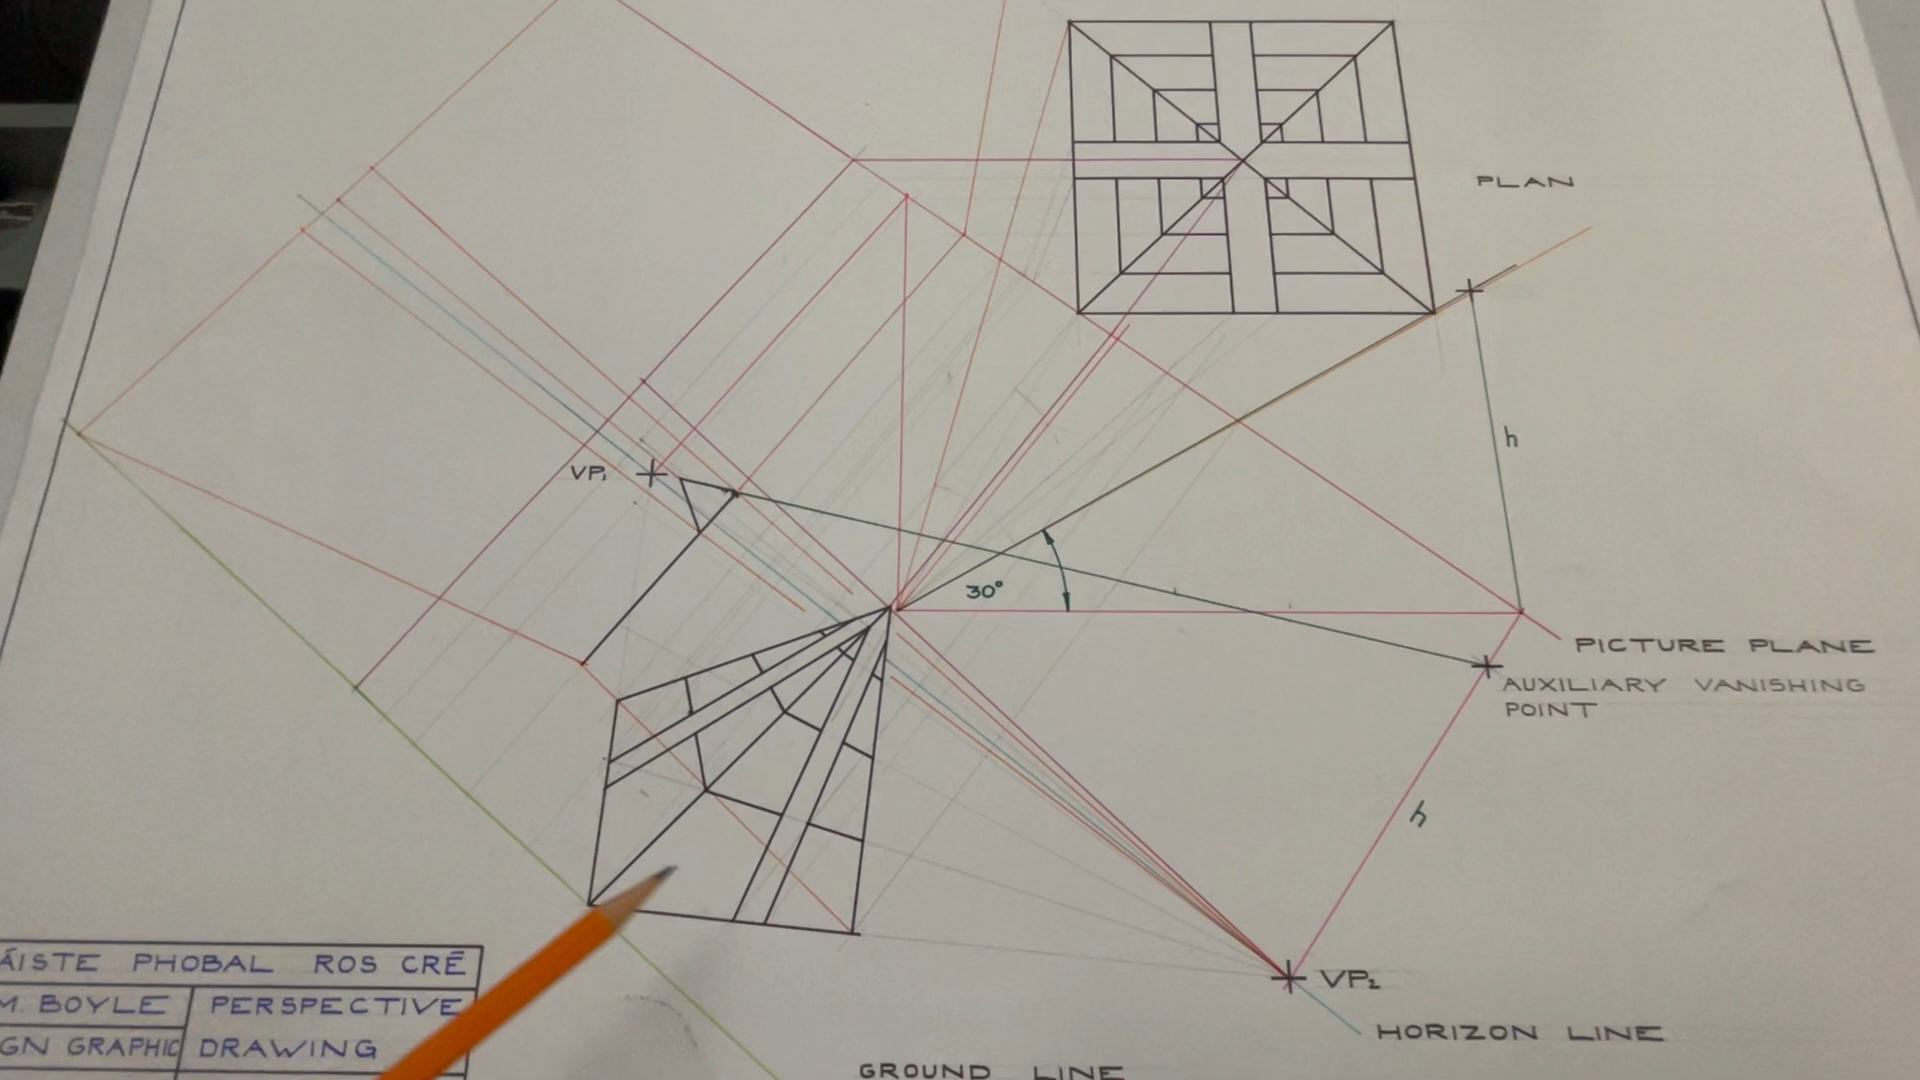 PLAN
VP₁
h
30°
PICTURE PLANE
AUXILIARY VANISHING
POINT
h
VP₂
HORIZON LINE
GROUND LINE
ÁISTE PHOBAL ROS CRÉ
M. BOYLE
PERSPECTIVE
GN GRAPHIC
DRAWING